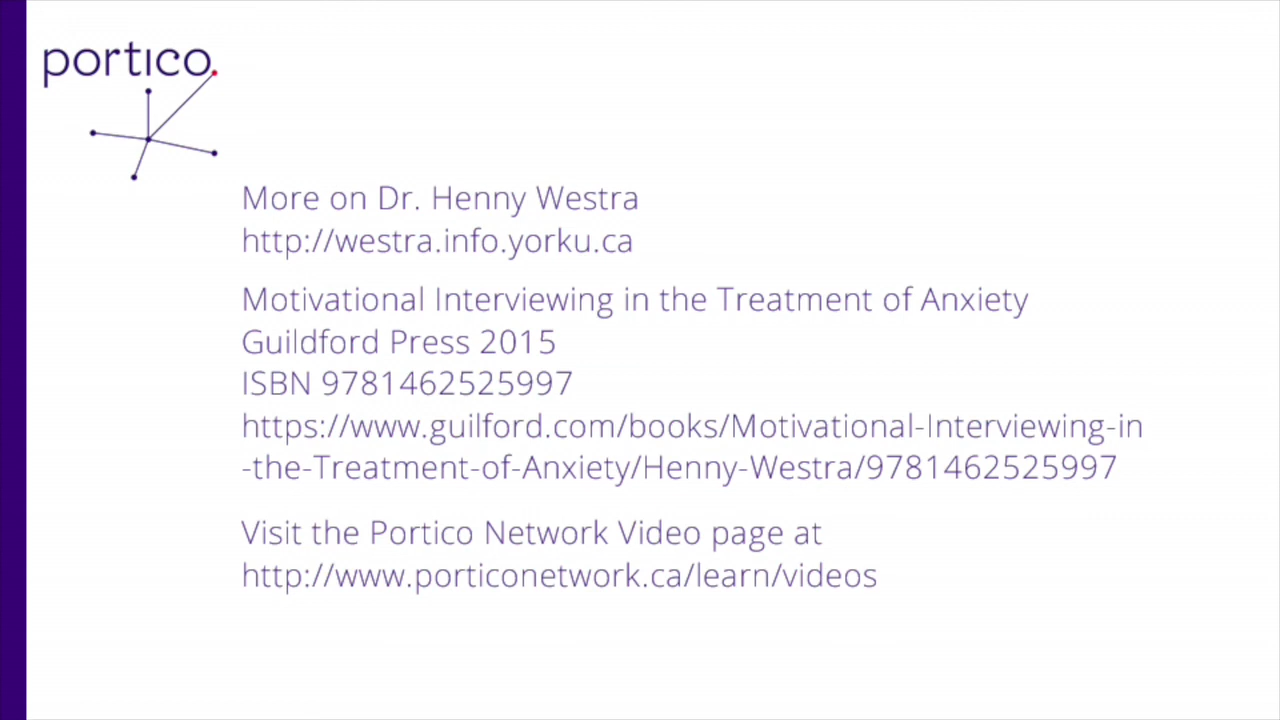 portico.
More on Dr. Henny Westra
http://westra.info.yorku.ca
Motivational Interviewing in the Treatment of Anxiety
Guildford Press 2015
ISBN 9781462525997
https://www.guilford.com/books/Motivational-Interviewing-in
-the-Treatment-of-Anxiety/Henny-Westra/9781462525997
Visit the Portico Network Video page at
http://www.porticonetwork.ca/learn/videos